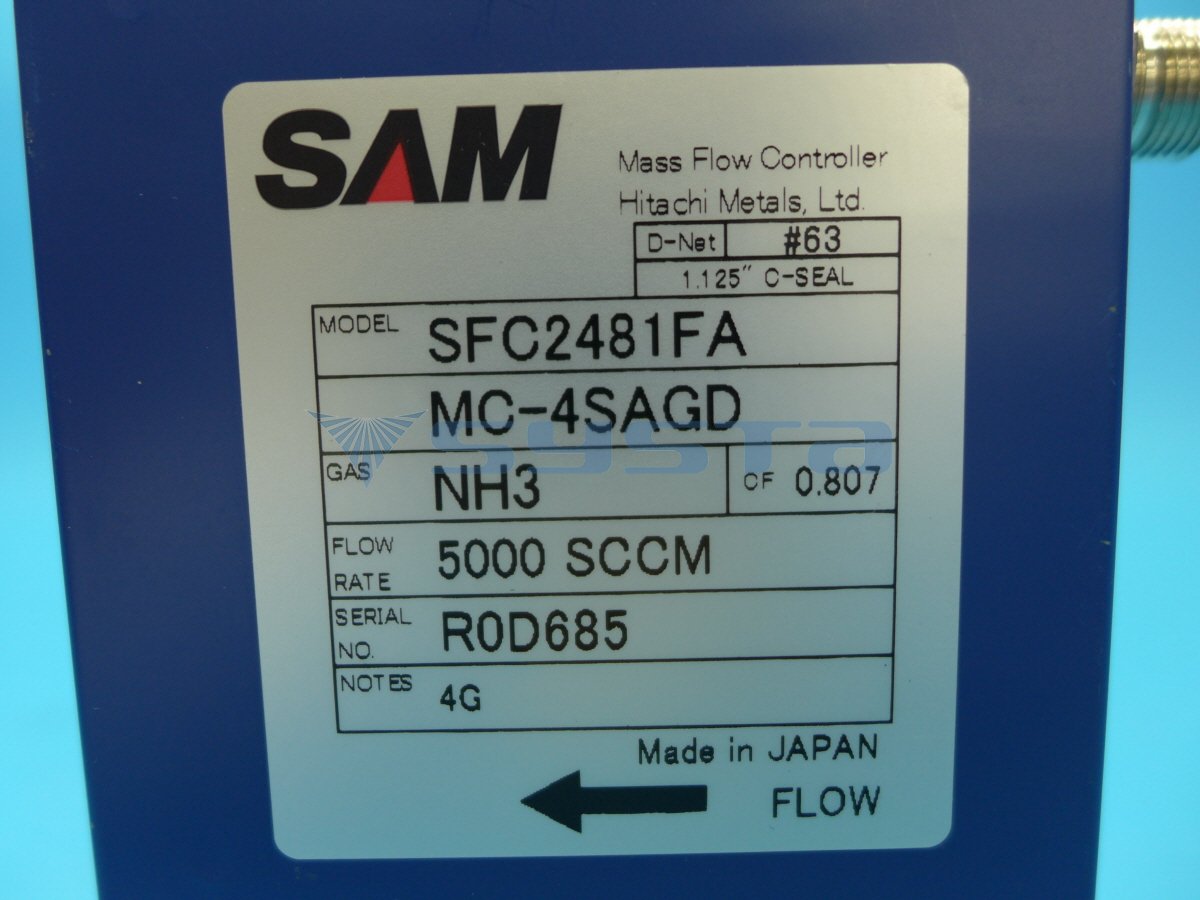 SAM
Mass Flow Controller
Hitachi Metals, Ltd.
D-Net #63
1.125" C-SEAL
MODEL SFC2481FA
MC-4SAGD
systa
GAS NH3 CF 0.807
FLOW RATE 5000 SCCM
SERIAL NO. R0D685
NOTES 4G
Made in JAPAN
FLOW